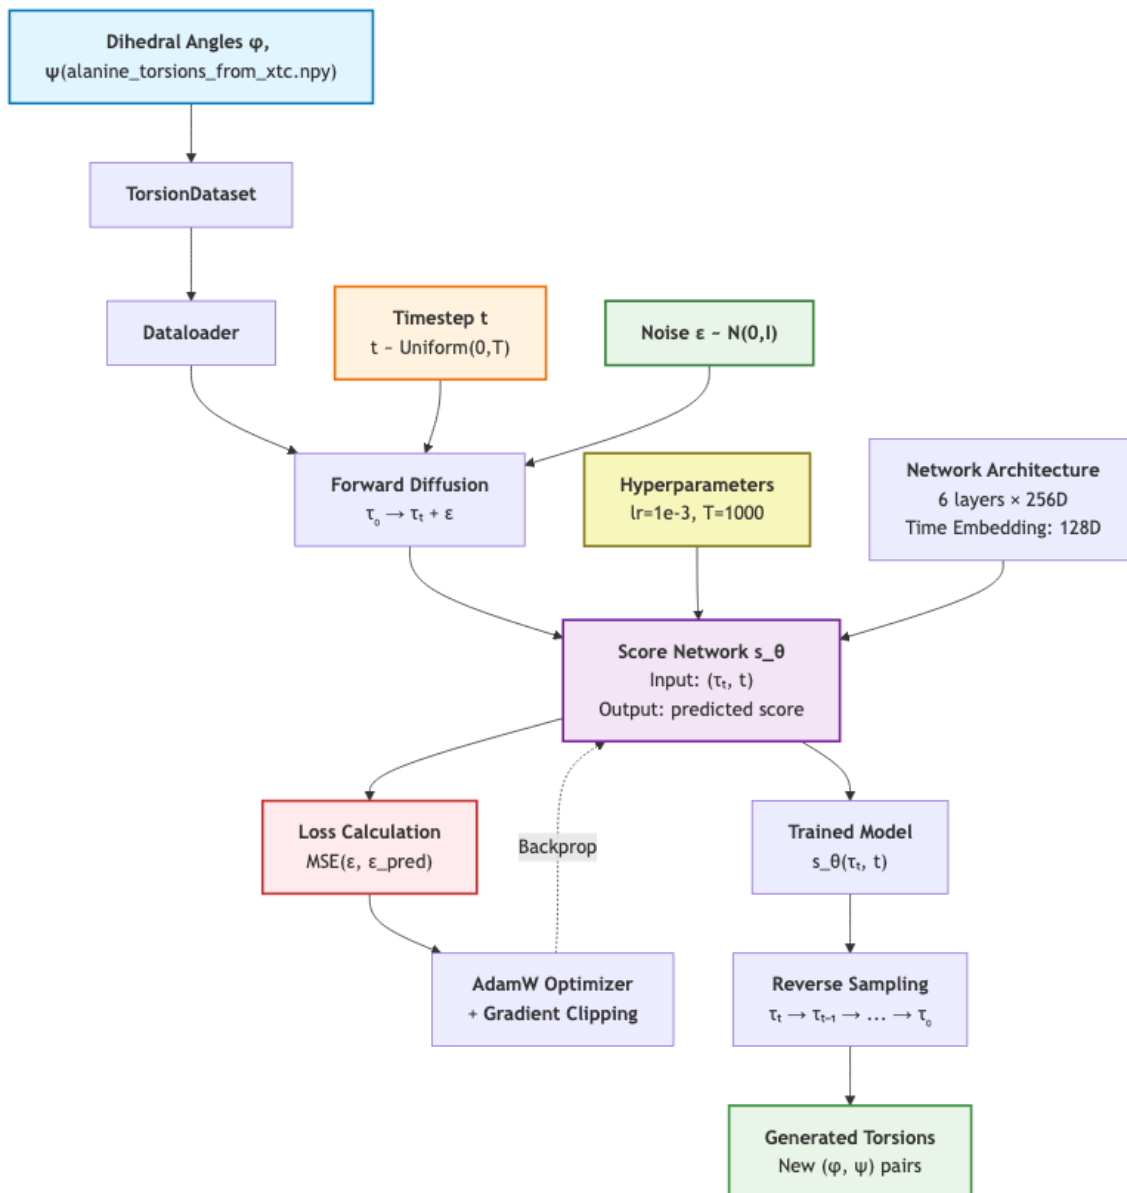 Dihedral Angles φ,
ψ(alanine_torsions_from_xtc.npy)
TorsionDataset
Dataloader
Timestep t
t ~ Uniform(0,T)
Noise ε ~ N(0,I)
Forward Diffusion
τ₀ → τₜ + ε
Hyperparameters
lr=1e-3, T=1000
Network Architecture
6 layers × 256D
Time Embedding: 128D
Score Network s_θ
Input: (τₜ, t)
Output: predicted score
Loss Calculation
MSE(ε, ε_pred)
Backprop
Trained Model
s_θ(τₜ, t)
AdamW Optimizer
+ Gradient Clipping
Reverse Sampling
τₜ → τₜ₋₁ → ... → τ₀
Generated Torsions
New (φ, ψ) pairs